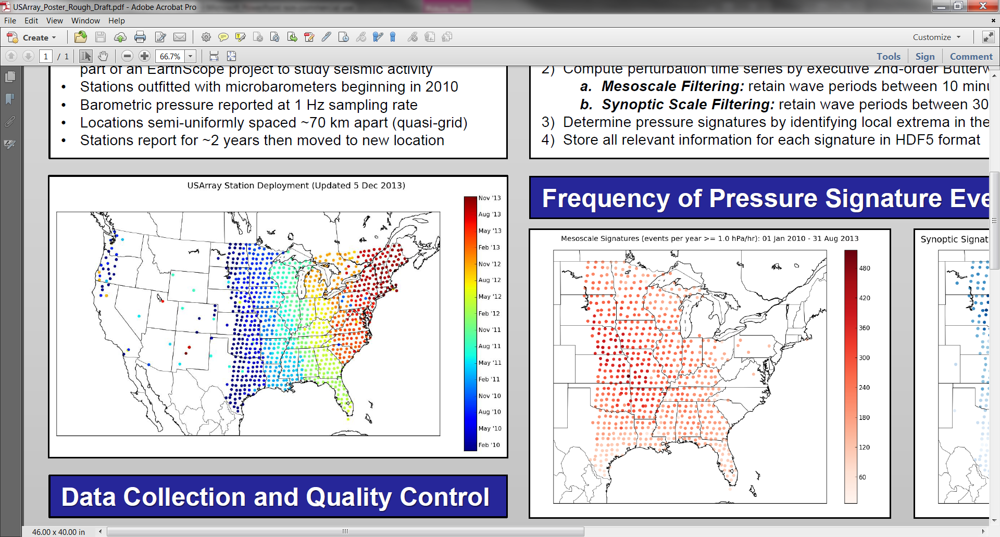 USArray_Poster_Rough_Draft.pdf - Adobe Acrobat Pro
File Edit View Window Help
Create
Customize
1 / 1
66.7%
Tools Sign Comment
part of an EarthScope project to study seismic activity
• Stations outfitted with microbarometers beginning in 2010
• Barometric pressure reported at 1 Hz sampling rate
• Locations semi-uniformly spaced ~70 km apart (quasi-grid)
• Stations report for ~2 years then moved to new location
2) Compute perturbation time series by executive 2nd-order Butterw
a. Mesoscale Filtering: retain wave periods between 10 minu
b. Synoptic Scale Filtering: retain wave periods between 30
3) Determine pressure signatures by identifying local extrema in the
4) Store all relevant information for each signature in HDF5 format
USArray Station Deployment (Updated 5 Dec 2013)
Nov '13
Aug '13
May '13
Feb '13
Nov '12
Aug '12
May '12
Feb '12
Nov '11
Aug '11
May '11
Feb '11
Nov '10
Aug '10
May '10
Feb '10
Data Collection and Quality Control
Frequency of Pressure Signature Eve
Mesoscale Signatures (events per year >= 1.0 hPa/hr): 01 Jan 2010 - 31 Aug 2013
480
420
360
300
240
180
120
60
Synoptic Signat
46.00 x 40.00 in